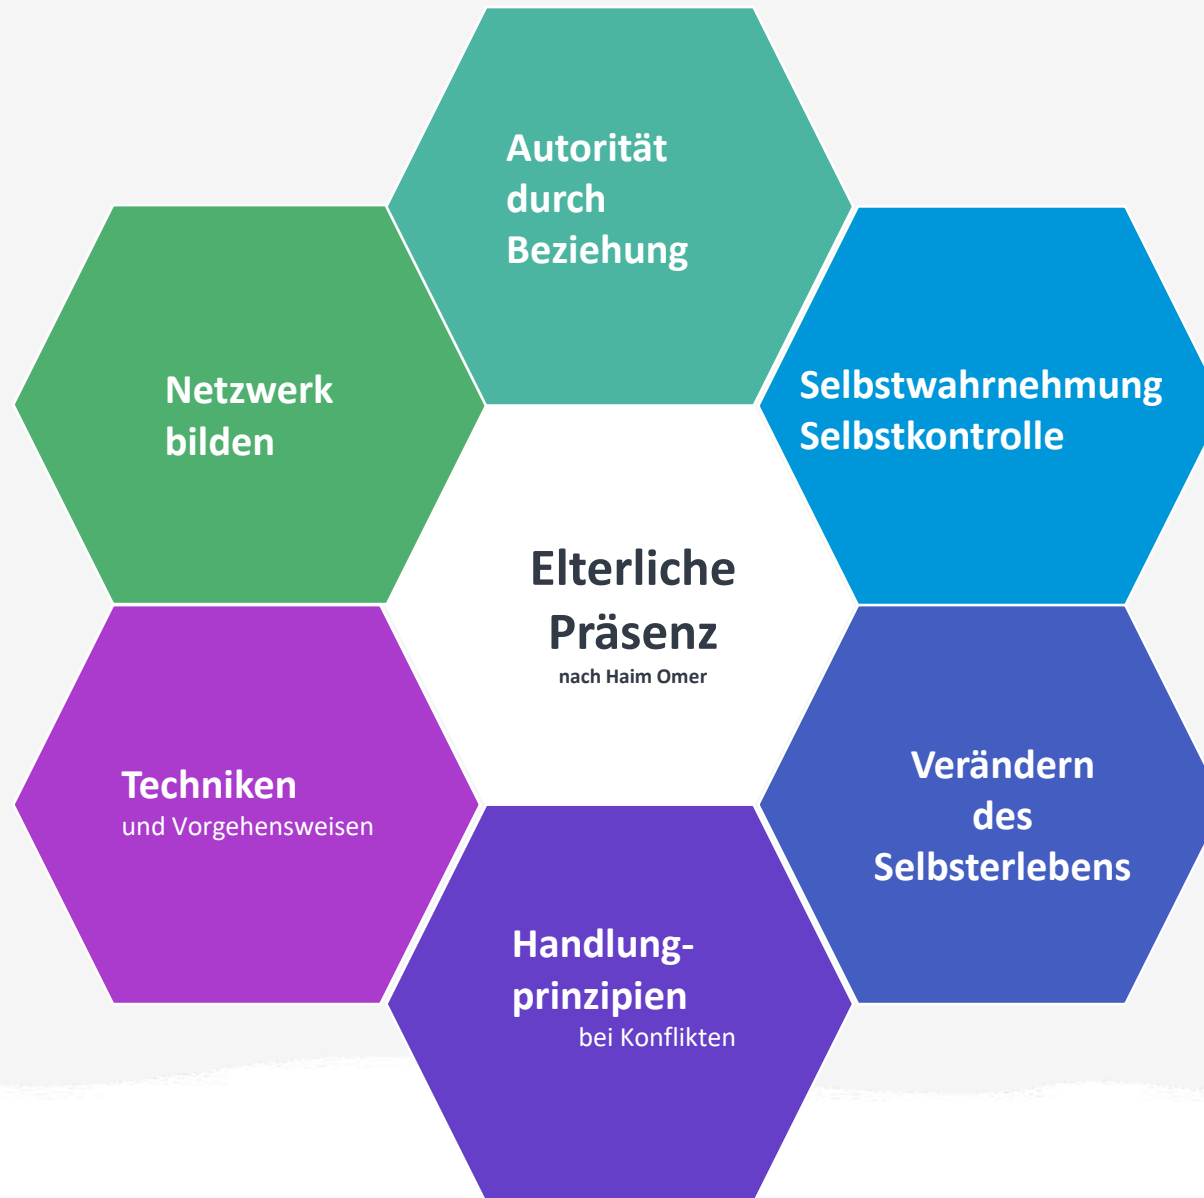 Autorität
durch
Beziehung
Netzwerk
bilden
Selbstwahrnehmung
Selbstkontrolle
Elterliche
Präsenz
nach Haim Omer
Techniken
und Vorgehensweisen
Verändern
des
Selbsterlebens
Handlung-
prinzipien
bei Konflikten